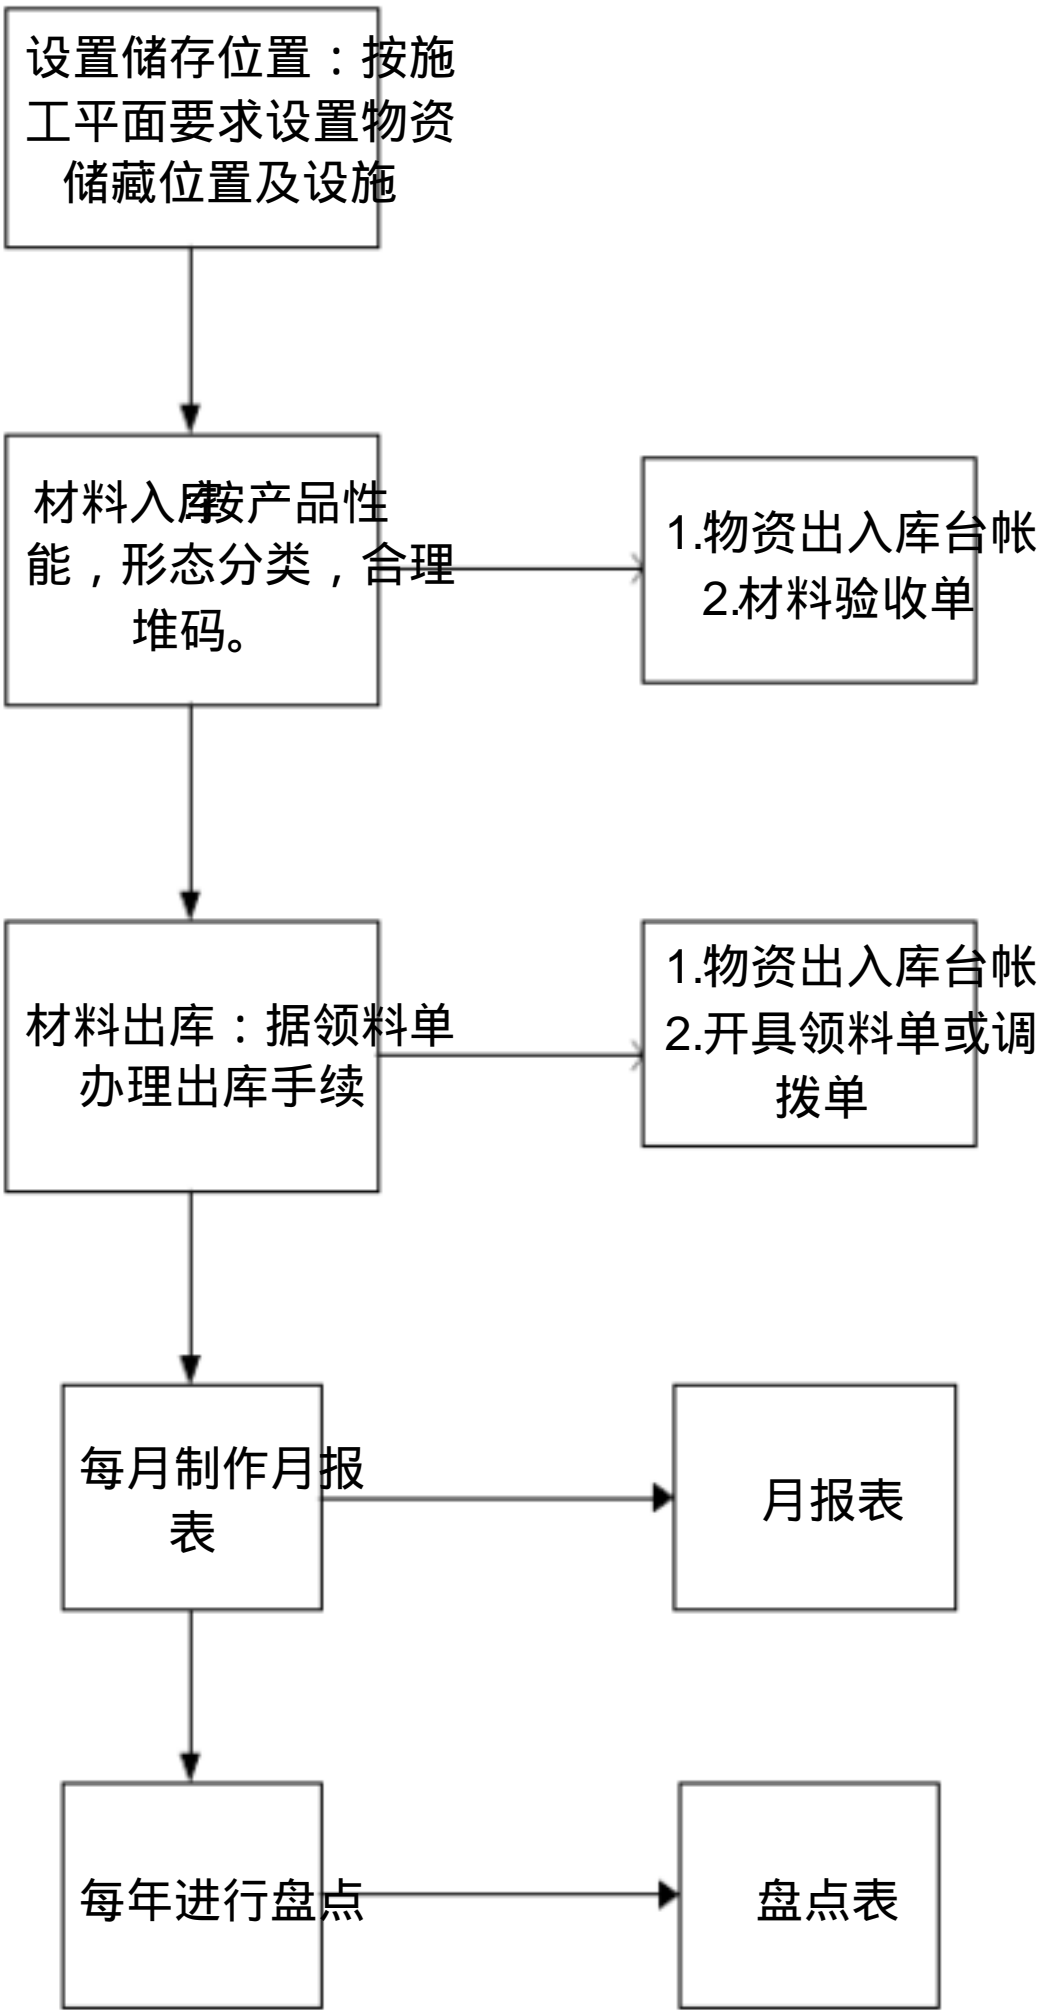 设置储存位置：按施
工平面要求设置物资
储藏位置及设施
材料入库:按产品性
能，形态分类，合理
堆码。
1.物资出入库台帐
2.材料验收单
材料出库：据领料单
办理出库手续
1.物资出入库台帐
2.开具领料单或调
拨单
每月制作月报
表
月报表
每年进行盘点
盘点表